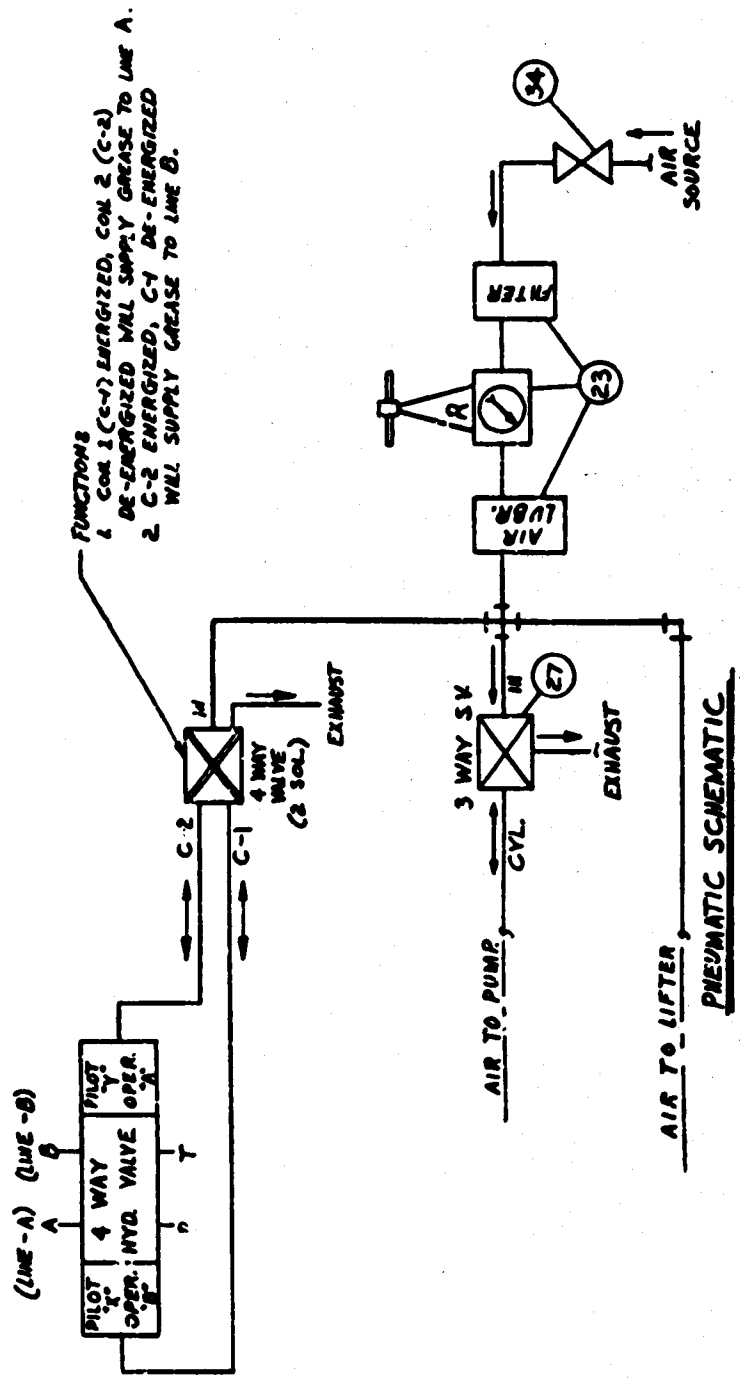 FUNCTIONS
1. COIL 1 (C-1) ENERGIZED, COIL 2 (C-2)
DE-ENERGIZED WILL SUPPLY GREASE TO LINE A.
2. C-2 ENERGIZED, C-1 DE-ENERGIZED
WILL SUPPLY GREASE TO LINE B.
(LINE-A) (LINE-B)
A B
PILOT "X" OPER. "B"
4 WAY
HYD. VALVE
PILOT "Y" OPER. "A"
P T
C-2
C-1
IN
4 WAY
VALVE
(2 SOL)
EXHAUST
3 WAY S.V.
CYL.
IN
27
EXHAUST
AIR TO PUMP
AIR
LUBR.
R
FILTER
23
34
AIR
SOURCE
AIR TO LIFTER
PNEUMATIC SCHEMATIC